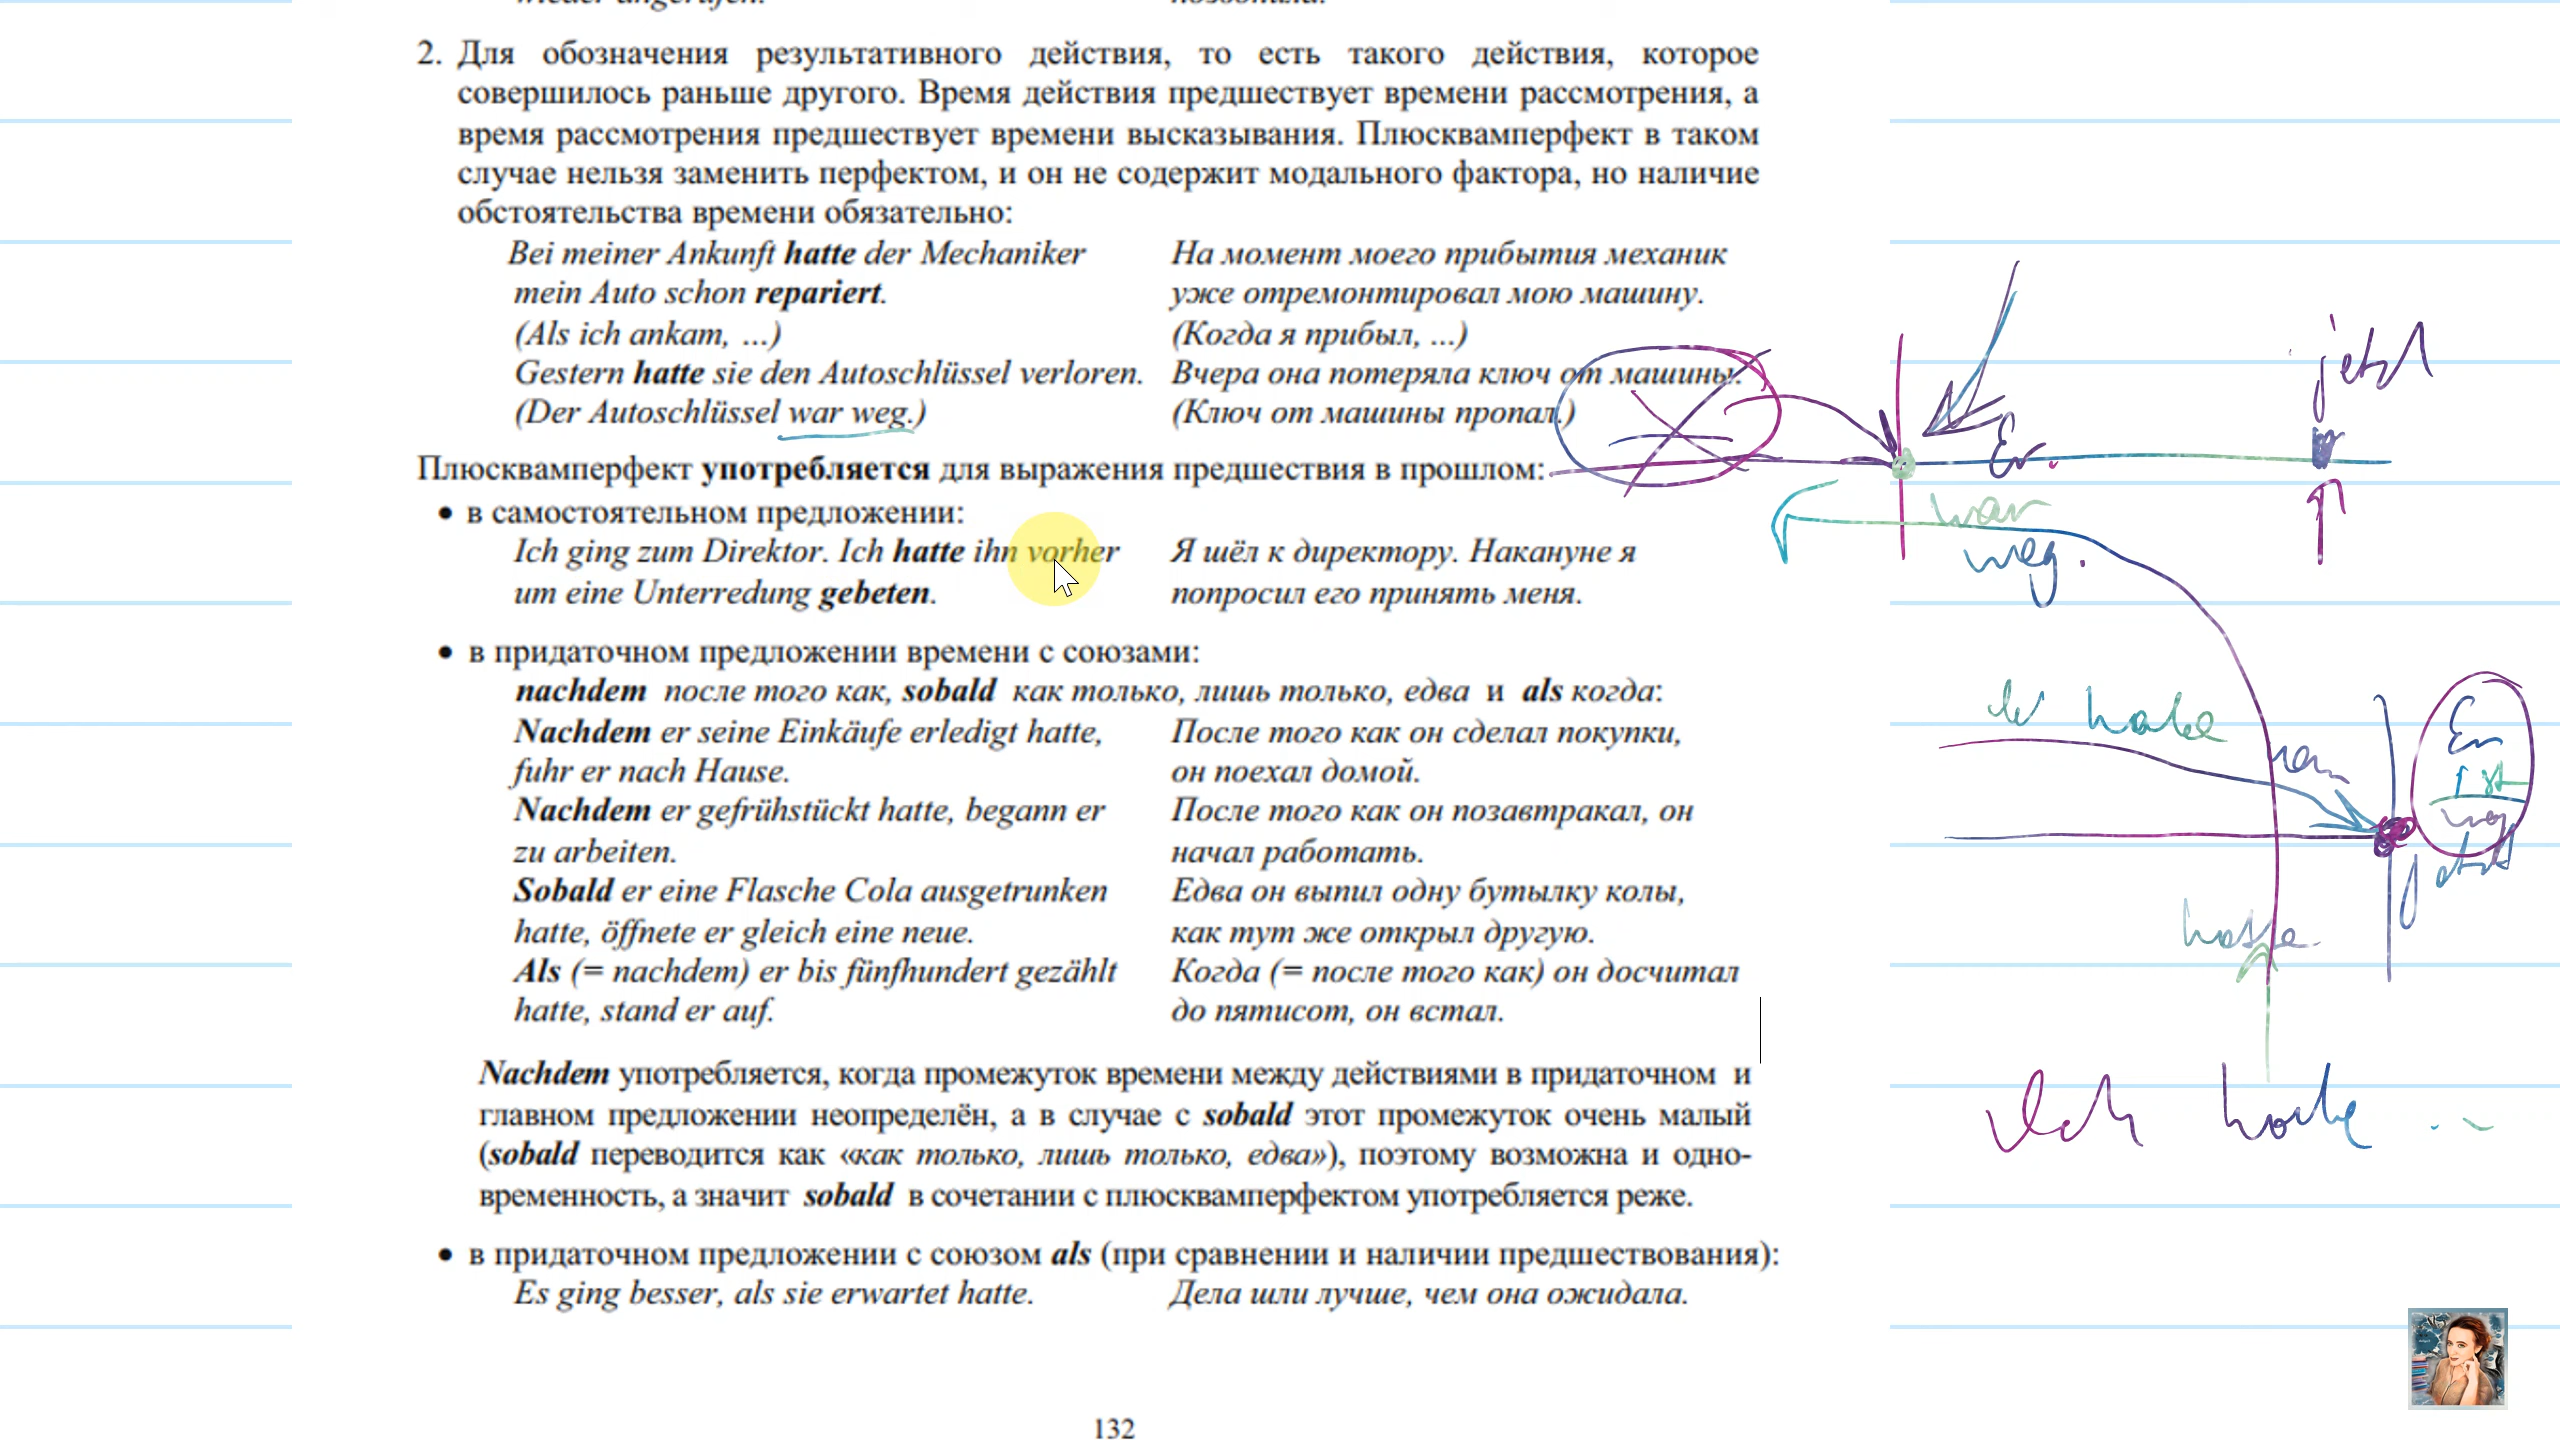 2. Для обозначения результативного действия, то есть такого действия, которое
совершилось раньше другого. Время действия предшествует времени рассмотрения, а
время рассмотрения предшествует времени высказывания. Плюсквамперфект в таком
случае нельзя заменить перфектом, и он не содержит модального фактора, но наличие
обстоятельства времени обязательно:
Bei meiner Ankunft hatte der Mechaniker
mein Auto schon repariert.
(Als ich ankam, ...)
Gestern hatte sie den Autoschlüssel verloren.
(Der Autoschlüssel war weg.)
На момент моего прибытия механик
уже отремонтировал мою машину.
(Когда я прибыл, ...)
Вчера она потеряла ключ от машины.
(Ключ от машины пропал.)
Плюсквамперфект употребляется для выражения предшествия в прошлом:
• в самостоятельном предложении:
Ich ging zum Direktor. Ich hatte ihn vorher
um eine Unterredung gebeten.
Я шёл к директору. Накануне я
попросил его принять меня.
• в придаточном предложении времени с союзами:
nachdem после того как, sobald как только, лишь только, едва и als когда:
Nachdem er seine Einkäufe erledigt hatte,
fuhr er nach Hause.
Nachdem er gefrühstückt hatte, begann er
zu arbeiten.
Sobald er eine Flasche Cola ausgetrunken
hatte, öffnete er gleich eine neue.
Als (= nachdem) er bis fünfhundert gezählt
hatte, stand er auf.
После того как он сделал покупки,
он поехал домой.
После того как он позавтракал, он
начал работать.
Едва он выпил одну бутылку колы,
как тут же открыл другую.
Когда (= после того как) он досчитал
до пятисот, он встал.
Nachdem употребляется, когда промежуток времени между действиями в придаточном и
главном предложении неопределён, а в случае с sobald этот промежуток очень малый
(sobald переводится как «как только, лишь только, едва»), поэтому возможна и одно-
временность, а значит sobald в сочетании с плюсквамперфектом употребляется реже.
• в придаточном предложении с союзом als (при сравнении и наличии предшествования):
Es ging besser, als sie erwartet hatte.
Дела шли лучше, чем она ожидала.
132
jetzt
Er
war
weg.
habe
Er
ist
weg
jetzt
hatte
Ich